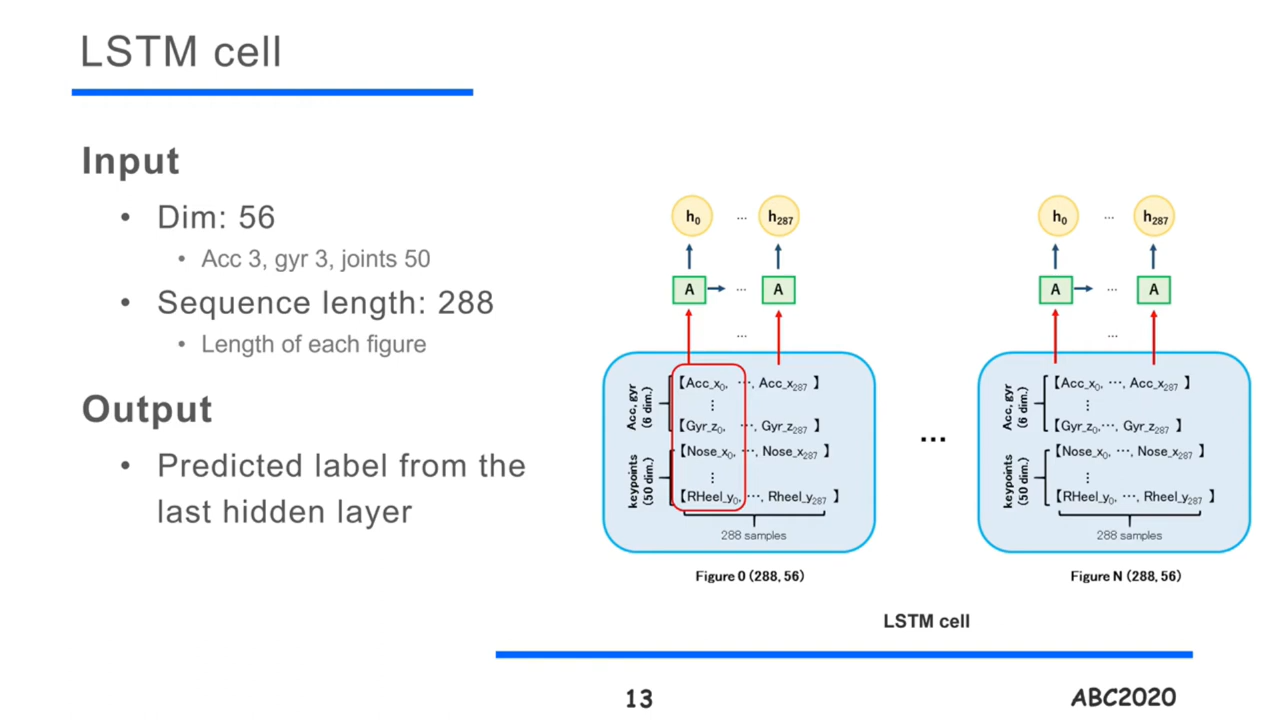 LSTM cell
Input
• Dim: 56
• Acc 3, gyr 3, joints 50
• Sequence length: 288
• Length of each figure
Output
• Predicted label from the
last hidden layer
h0 ... h287
A ... A
...
Acc, gyr
(6 dim.)
【Acc_x0, ⋯, Acc_x287 】
⋮
【Gyr_z0, ⋯, Gyr_z287 】
keypoints
(50 dim.)
【Nose_x0, ⋯, Nose_x287 】
⋮
【RHeel_y0, ⋯, Rheel_y287 】
288 samples
Figure 0 (288, 56)
...
h0 ... h287
A ... A
...
Acc, gyr
(6 dim.)
【Acc_x0, ⋯, Acc_x287 】
⋮
【Gyr_z0,⋯, Gyr_z287 】
keypoints
(50 dim.)
【Nose_x0, ⋯, Nose_x287 】
⋮
【RHeel_y0, ⋯, Rheel_y287 】
288 samples
Figure N (288, 56)
LSTM cell
13
ABC2020